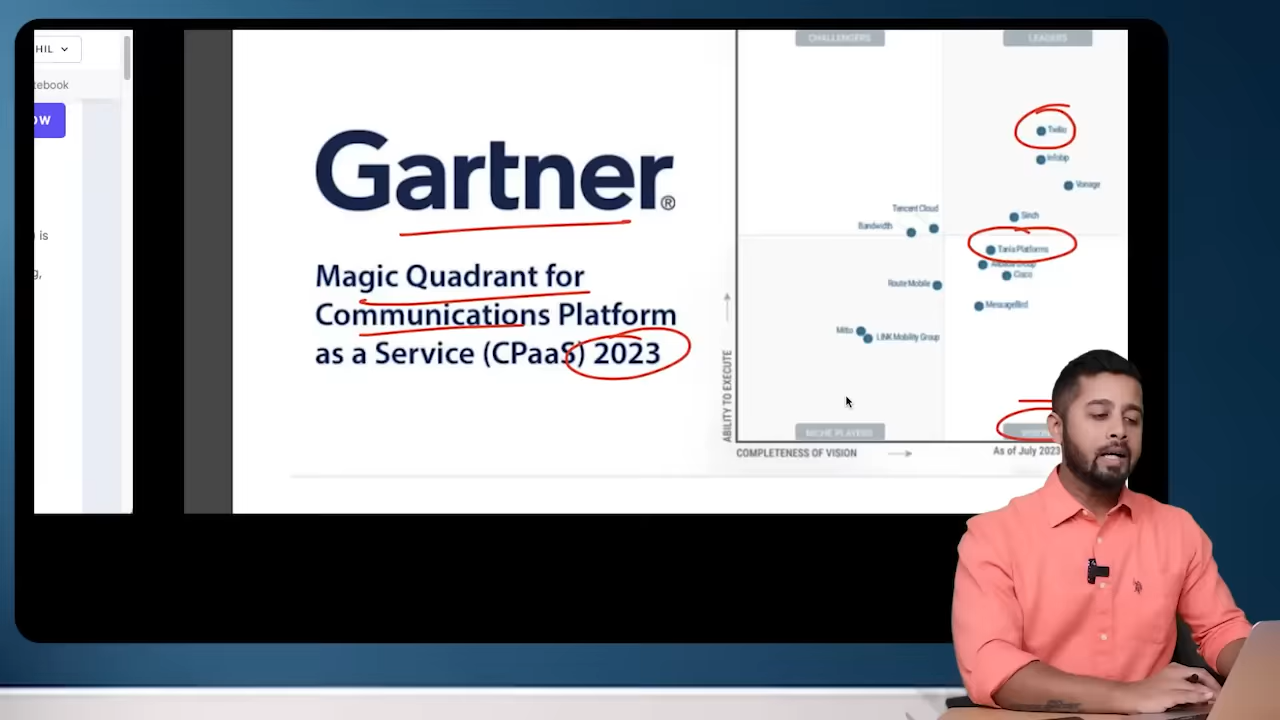 HIL
tebook
OW
is
g,
Gartner®
Magic Quadrant for
Communications Platform
as a Service (CPaaS) 2023
CHALLENGERS
LEADERS
Twilio
Infobip
Vonage
Tencent Cloud
Sinch
Bandwidth
Tanla Platforms
Cisco
Route Mobile
MessageBird
Mitto
LINK Mobility Group
ABILITY TO EXECUTE
NICHE PLAYERS
COMPLETENESS OF VISION
As of July 2023